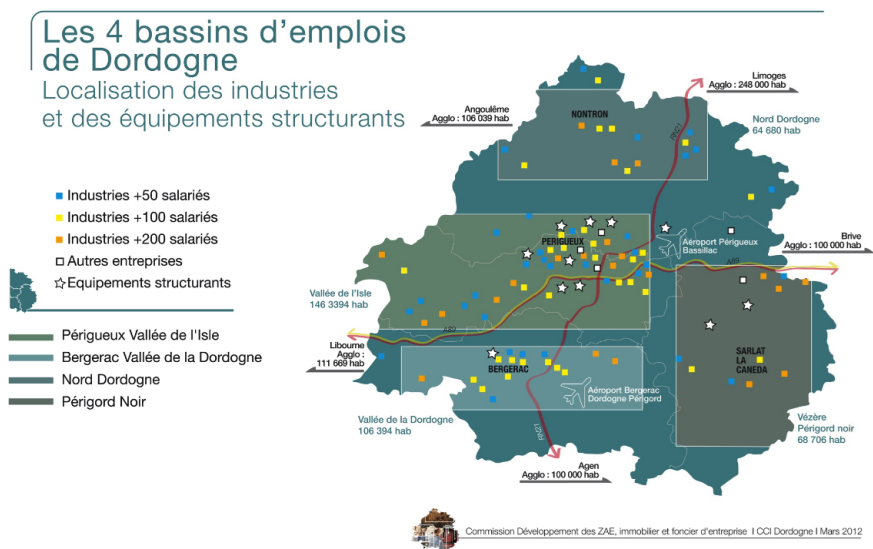 Les 4 bassins d'emplois
de Dordogne
Localisation des industries
et des équipements structurants
Industries +50 salariés
Industries +100 salariés
Industries +200 salariés
Autres entreprises
Equipements structurants
Périgueux Vallée de l'Isle
Bergerac Vallée de la Dordogne
Nord Dordogne
Périgord Noir
Limoges
Agglo : 248 000 hab
Angoulême
Agglo : 106 039 hab
NONTRON
RN21
Nord Dordogne
64 680 hab
PERIGUEUX
Aéroport Périgueux
Bassillac
Brive
Agglo : 100 000 hab
A89
Vallée de l'Isle
146 3394 hab
A89
Libourne
Agglo :
111 669 hab
BERGERAC
SARLAT
LA
CANEDA
Aéroport Bergerac
Dordogne Périgord
Vallée de la Dordogne
106 394 hab
RN21
Vézère
Périgord noir
68 706 hab
Agen
Agglo : 100 000 hab
Commission Développement des ZAE, immobilier et foncier d'entreprise I CCI Dordogne I Mars 2012